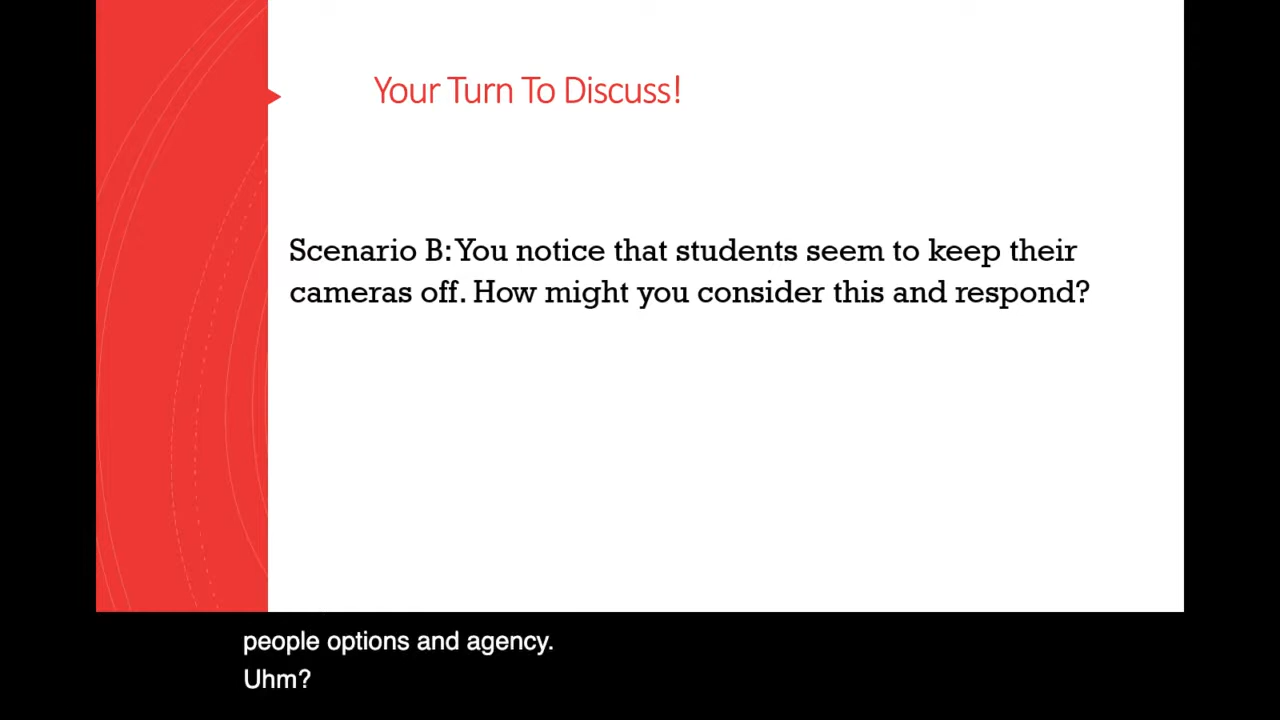 Your Turn To Discuss!
Scenario B: You notice that students seem to keep their
cameras off. How might you consider this and respond?
people options and agency.
Uhm?